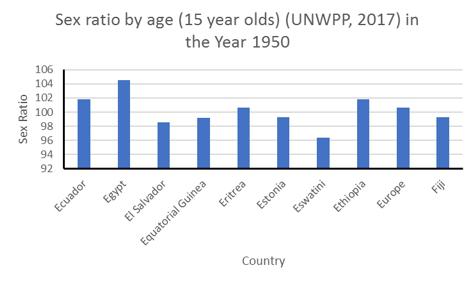 Sex ratio by age (15 year olds) (UNWPP, 2017) in
the Year 1950
106
104
102
100
98
96
94
92
Sex Ratio
Ecuador
Egypt
El Salvador
Equatorial Guinea
Eritrea
Estonia
Eswatini
Ethiopia
Europe
Fiji
Country